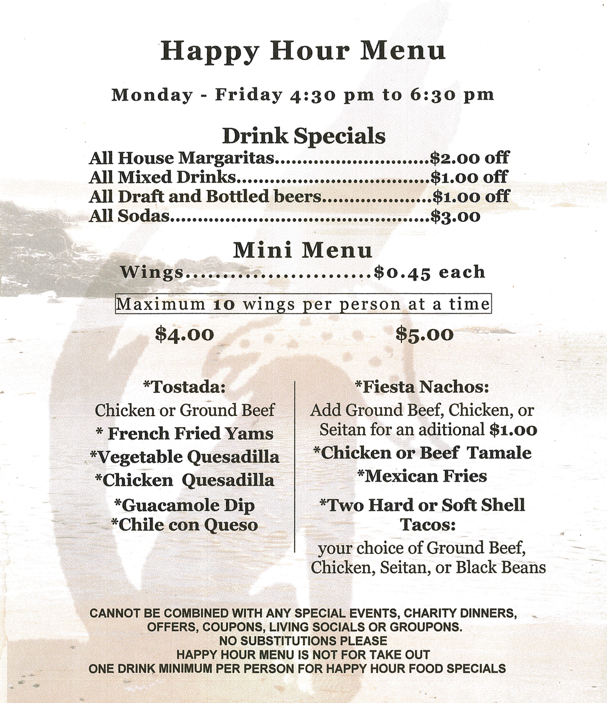 Happy Hour Menu
Monday - Friday 4:30 pm to 6:30 pm
Drink Specials
All House Margaritas............................$2.00 off
All Mixed Drinks...................................$1.00 off
All Draft and Bottled beers....................$1.00 off
All Sodas...............................................$3.00
Mini Menu
Wings..........................$0.45 each
Maximum 10 wings per person at a time
$4.00
*Tostada:
Chicken or Ground Beef
* French Fried Yams
*Vegetable Quesadilla
*Chicken Quesadilla
*Guacamole Dip
*Chile con Queso
$5.00
*Fiesta Nachos:
Add Ground Beef, Chicken, or
Seitan for an aditional $1.00
*Chicken or Beef Tamale
*Mexican Fries
*Two Hard or Soft Shell
Tacos:
your choice of Ground Beef,
Chicken, Seitan, or Black Beans
CANNOT BE COMBINED WITH ANY SPECIAL EVENTS, CHARITY DINNERS,
OFFERS, COUPONS, LIVING SOCIALS OR GROUPONS.
NO SUBSTITUTIONS PLEASE
HAPPY HOUR MENU IS NOT FOR TAKE OUT
ONE DRINK MINIMUM PER PERSON FOR HAPPY HOUR FOOD SPECIALS